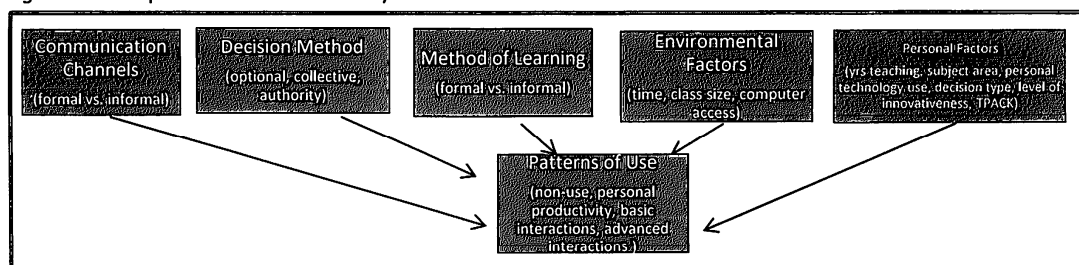 Communication
Channels
(formal vs. informal)
Decision Method
(optional, collective,
authority)
Method of Learning
(formal vs. informal)
Environmental
Factors
(time, class size, computer
access)
Personal Factors
(yrs teaching, subject area, personal
technology use, decision type, level of
innovativeness, TPACK)
Patterns of Use
(non-use, personal
productivity, basic
interactions, advanced
interactions )